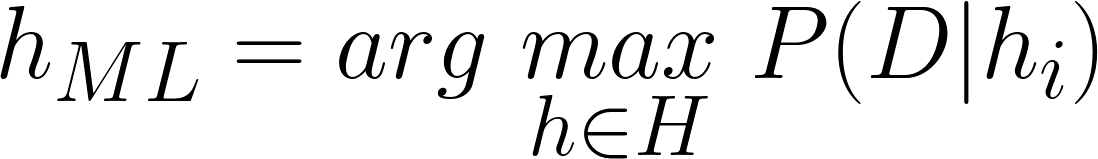 h_{ML} = arg max P(D|h_i)
h∈H